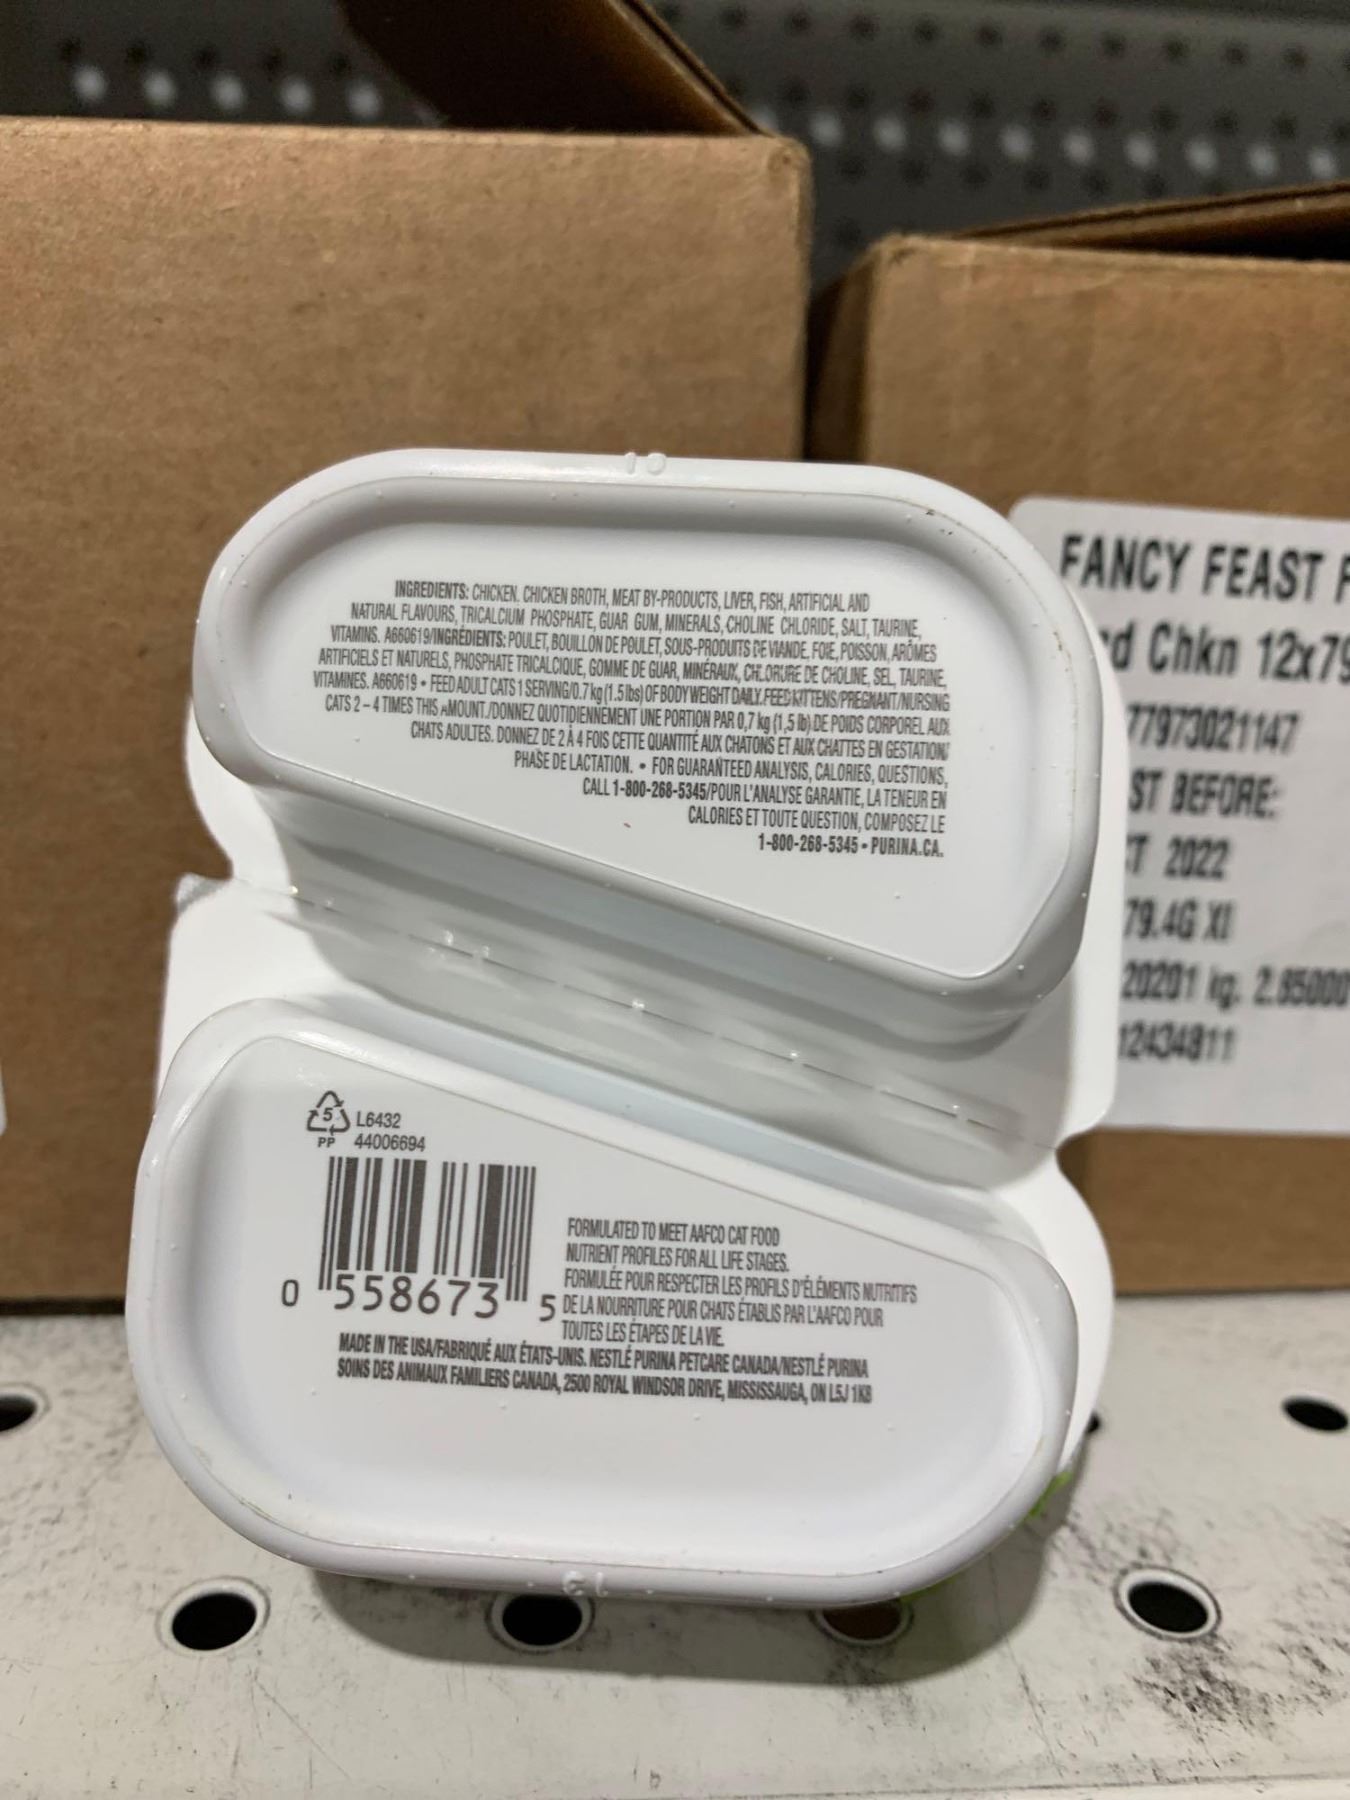 10
INGREDIENTS: CHICKEN, CHICKEN BROTH, MEAT BY-PRODUCTS, LIVER, FISH, ARTIFICIAL AND
NATURAL FLAVOURS, TRICALCIUM PHOSPHATE, GUAR GUM, MINERALS, CHOLINE CHLORIDE, SALT, TAURINE,
VITAMINS. A660619/INGRÉDIENTS: POULET, BOUILLON DE POULET, SOUS-PRODUITS DE VIANDE, FOIE, POISSON, ARÔMES
ARTIFICIELS ET NATURELS, PHOSPHATE TRICALCIQUE, GOMME DE GUAR, MINÉRAUX, CHLORURE DE CHOLINE, SEL, TAURINE,
VITAMINES. A660619 • FEED ADULT CATS 1 SERVING/0.7 kg (1.5 lbs) OF BODY WEIGHT DAILY. FEED KITTENS/PREGNANT/NURSING
CATS 2 – 4 TIMES THIS AMOUNT./DONNEZ QUOTIDIENNEMENT UNE PORTION PAR 0,7 kg (1,5 lb) DE POIDS CORPOREL AUX
CHATS ADULTES. DONNEZ DE 2 À 4 FOIS CETTE QUANTITÉ AUX CHATONS ET AUX CHATTES EN GESTATION/
PHASE DE LACTATION. • FOR GUARANTEED ANALYSIS, CALORIES, QUESTIONS,
CALL 1-800-268-5345/POUR L'ANALYSE GARANTIE, LA TENEUR EN
CALORIES ET TOUTE QUESTION, COMPOSEZ LE
1-800-268-5345 • PURINA.CA.
5
PP
L6432
44006694
0 558673 5
FORMULATED TO MEET AAFCO CAT FOOD
NUTRIENT PROFILES FOR ALL LIFE STAGES.
FORMULÉE POUR RESPECTER LES PROFILS D'ÉLÉMENTS NUTRITIFS
DE LA NOURRITURE POUR CHATS ÉTABLIS PAR L'AAFCO POUR
TOUTES LES ÉTAPES DE LA VIE.
MADE IN THE USA/FABRIQUÉ AUX ÉTATS-UNIS. NESTLÉ PURINA PETCARE CANADA/NESTLÉ PURINA
SOINS DES ANIMAUX FAMILIERS CANADA, 2500 ROYAL WINDSOR DRIVE, MISSISSAUGA, ON L5J 1K8
13
FANCY FEAST F
d Chkn 12x79
77973021147
ST BEFORE:
T 2022
79.4G XI
20201 kg. 2.85000
12434811